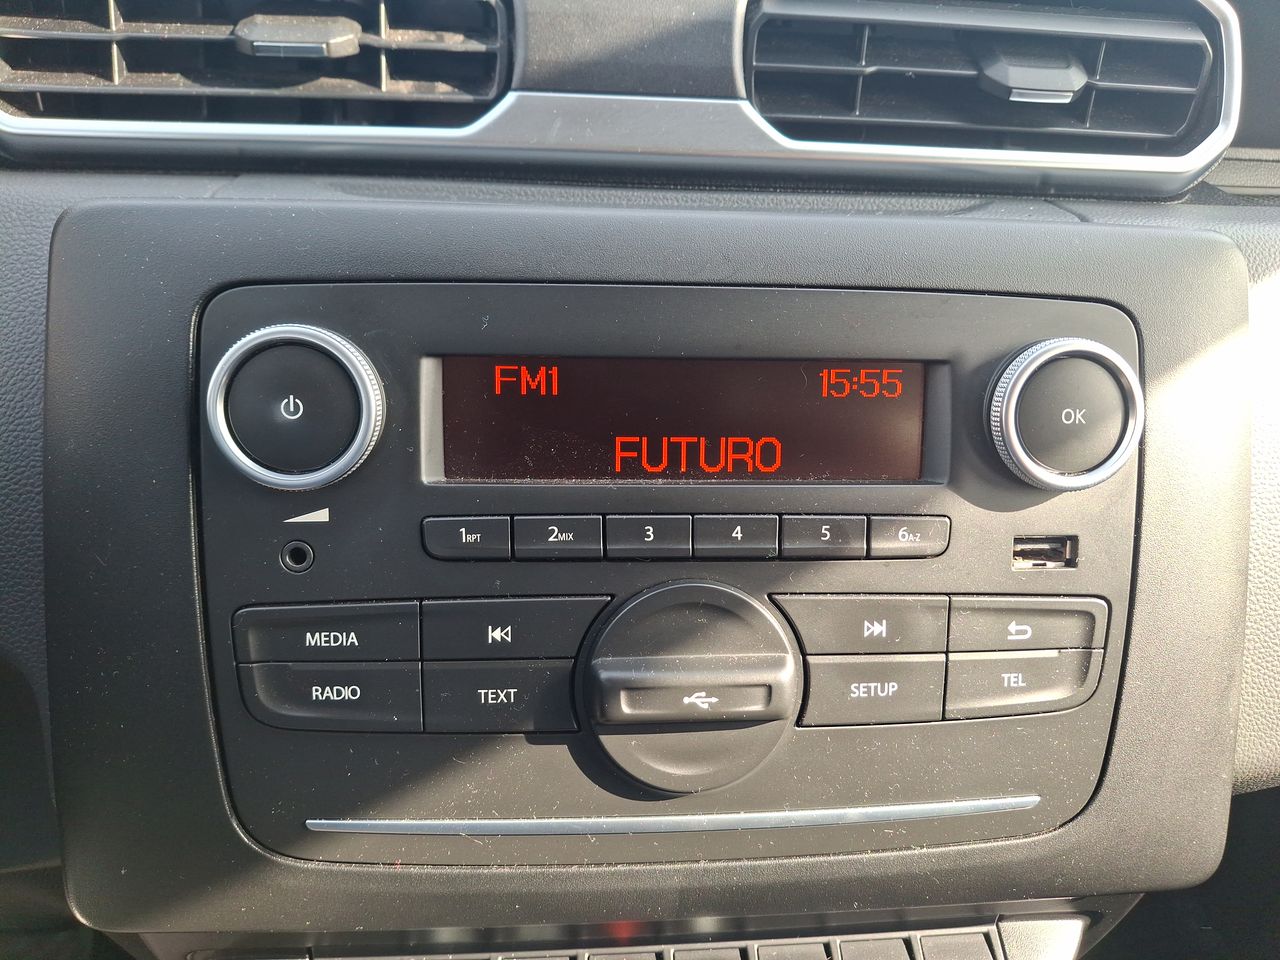 FM1 15:55
FUTURO
OK
1RPT 2MIX 3 4 5 6A-Z
MEDIA
RADIO TEXT SETUP TEL